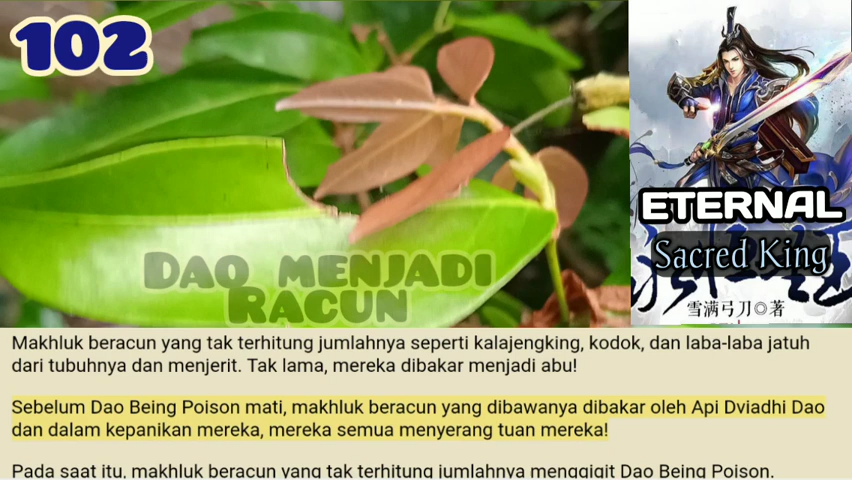 102
DAO MENJADI
RACUN
ETERNAL
Sacred King
雪满弓刀◎著
Makhluk beracun yang tak terhitung jumlahnya seperti kalajengking, kodok, dan laba-laba jatuh
dari tubuhnya dan menjerit. Tak lama, mereka dibakar menjadi abu!
Sebelum Dao Being Poison mati, makhluk beracun yang dibawanya dibakar oleh Api Dviadhi Dao
dan dalam kepanikan mereka, mereka semua menyerang tuan mereka!
Pada saat itu, makhluk beracun yang tak terhitung jumlahnya menggigit Dao Being Poison.